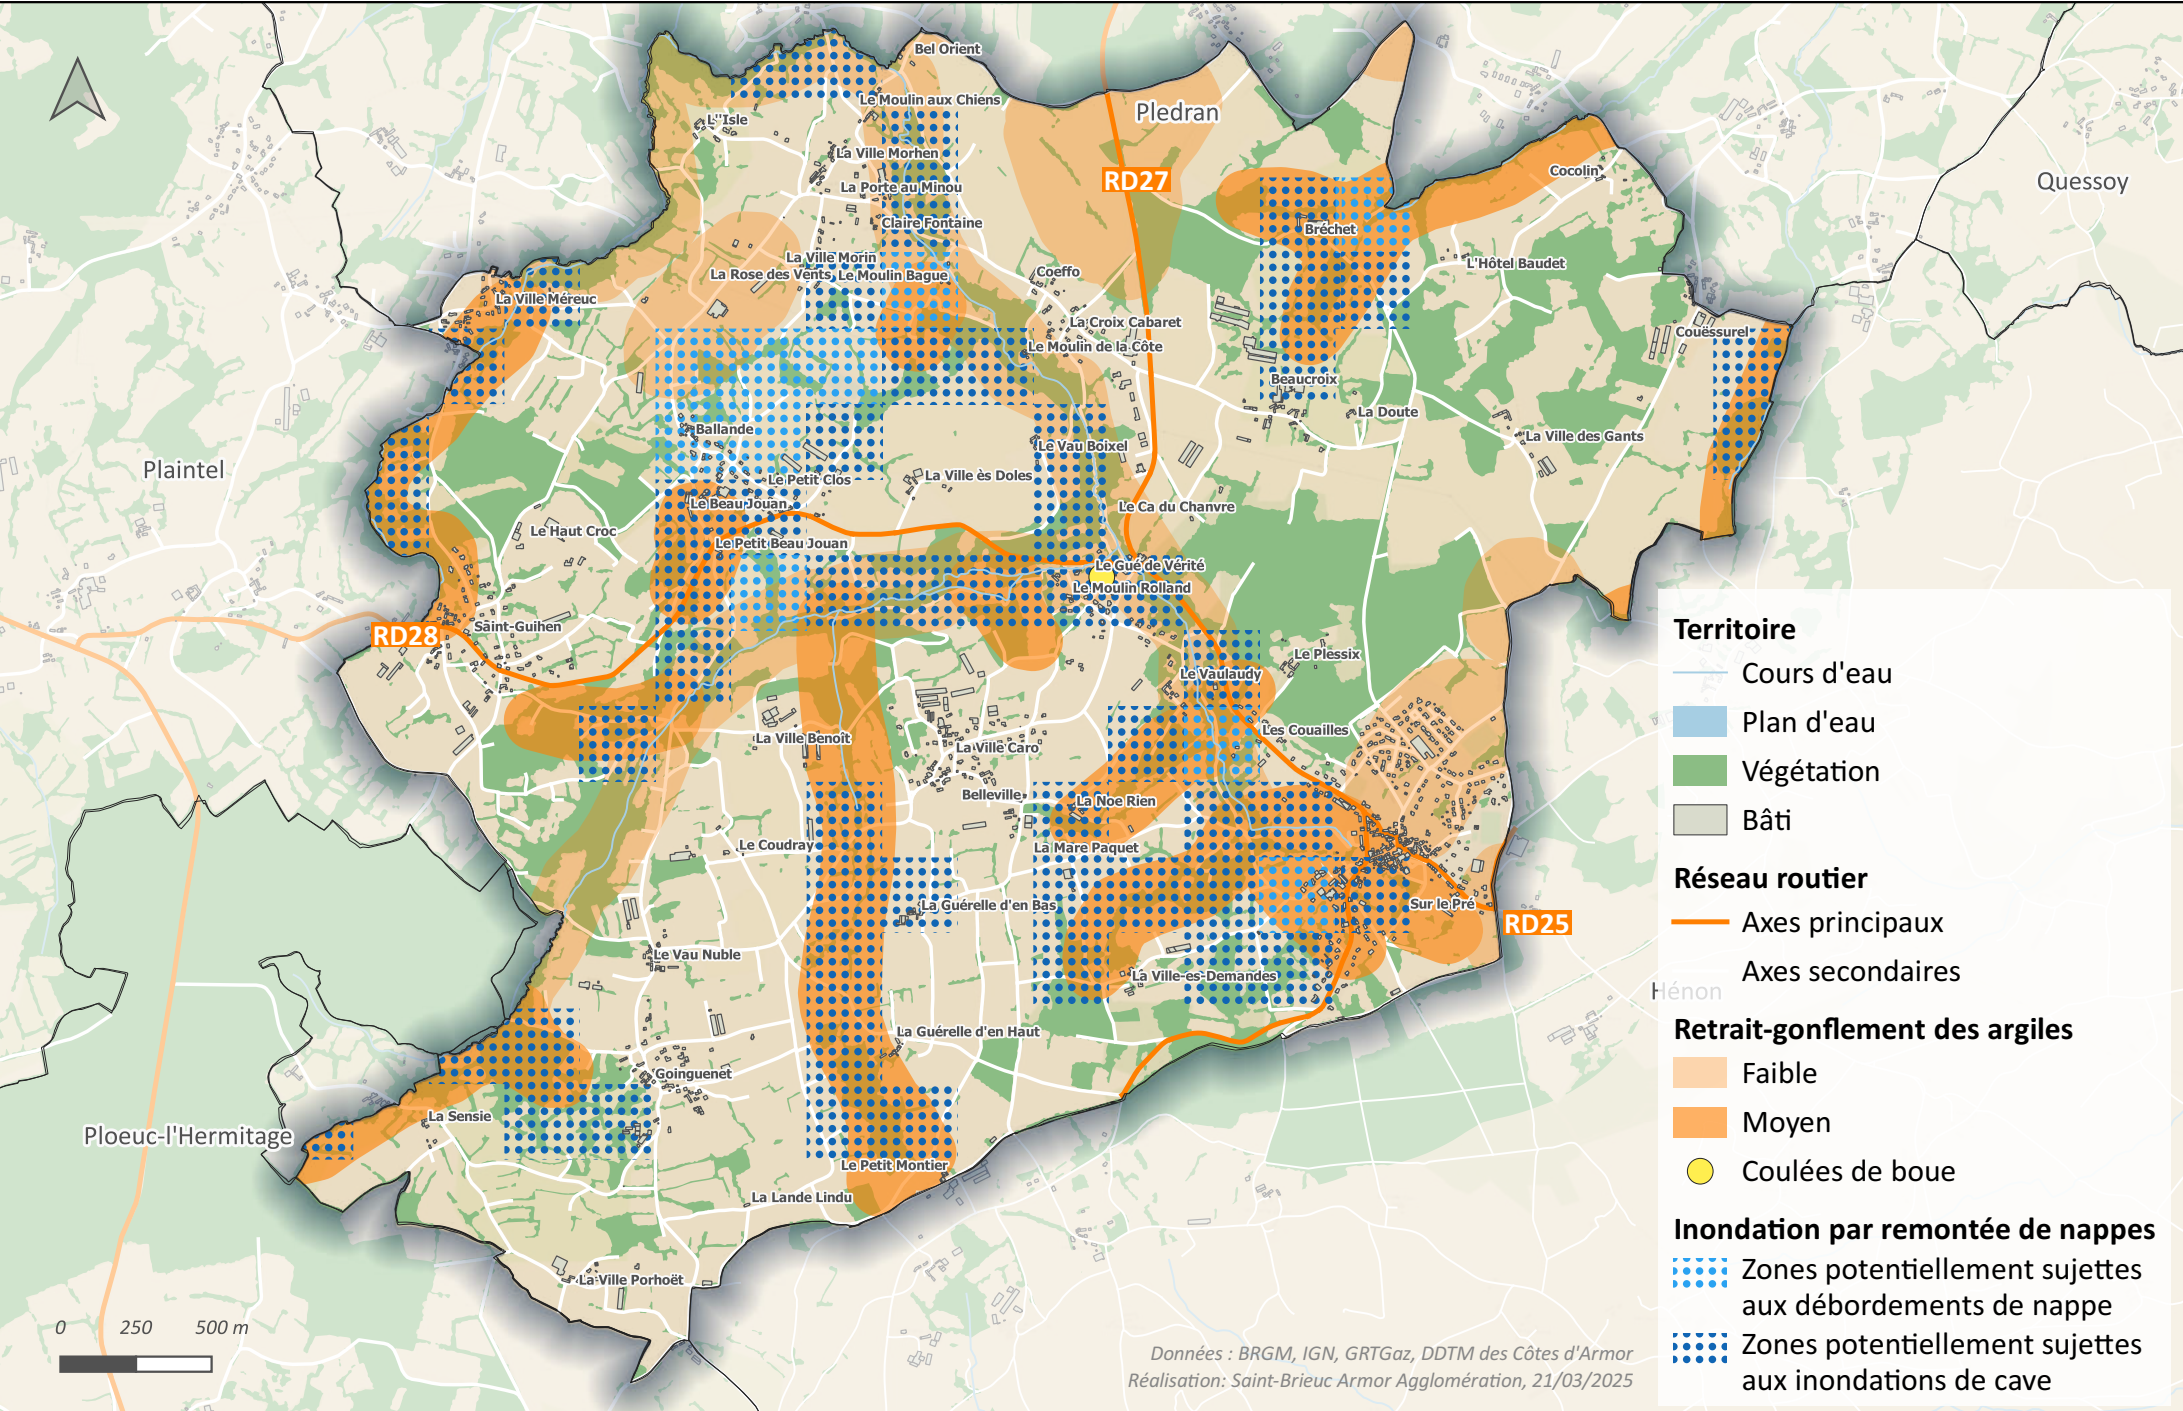 Bel Orient
Le Moulin aux Chiens
Pledran
L''Isle
La Ville Morhen
RD27
Cocolin
Quessoy
La Porte au Minou
Claire Fontaine
Bréchet
La Ville Morin
L'Hôtel Baudet
La Rose des Vents
Le Moulin Bague
Coeffo
La Ville Méreuc
La Croix Cabaret
Couëssurel
Le Moulin de la Côte
Beaucroix
La Doute
Ballande
La Ville des Gants
Le Vau Boixel
Plaintel
La Ville ès Doles
Le Petit Clos
Le Beau Jouan
Le Ca du Chanvre
Le Haut Croc
Le Petit Beau Jouan
Le Gué de Vérité
Le Moulin Rolland
Saint-Guihen
RD28
Le Plessix
Le Vaulaudy
Les Couailles
La Ville Benoît
La Ville Caro
Belleville
La Noe Rien
Le Coudray
La Mare Paquet
La Guérelle d'en Bas
Sur le Pré
RD25
Le Vau Nuble
La Ville-es-Demandes
Hénon
La Guérelle d'en Haut
Goinguenet
La Sensie
Ploeuc-l'Hermitage
Le Petit Montier
La Lande Lindu
La Ville Porhoët
0 250 500 m
Données : BRGM, IGN, GRTGaz, DDTM des Côtes d'Armor
Réalisation: Saint-Brieuc Armor Agglomération, 21/03/2025
Territoire
Cours d'eau
Plan d'eau
Végétation
Bâti
Réseau routier
Axes principaux
Axes secondaires
Retrait-gonflement des argiles
Faible
Moyen
Coulées de boue
Inondation par remontée de nappes
Zones potentiellement sujettes
aux débordements de nappe
Zones potentiellement sujettes
aux inondations de cave